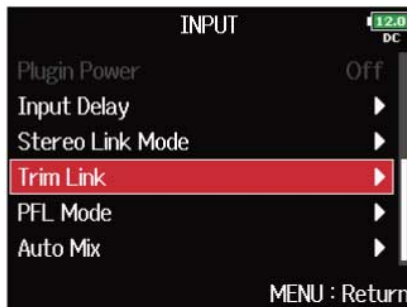 INPUT
12.0
DC
Plugin Power Off
Input Delay
Stereo Link Mode
Trim Link
PFL Mode
Auto Mix
MENU : Return